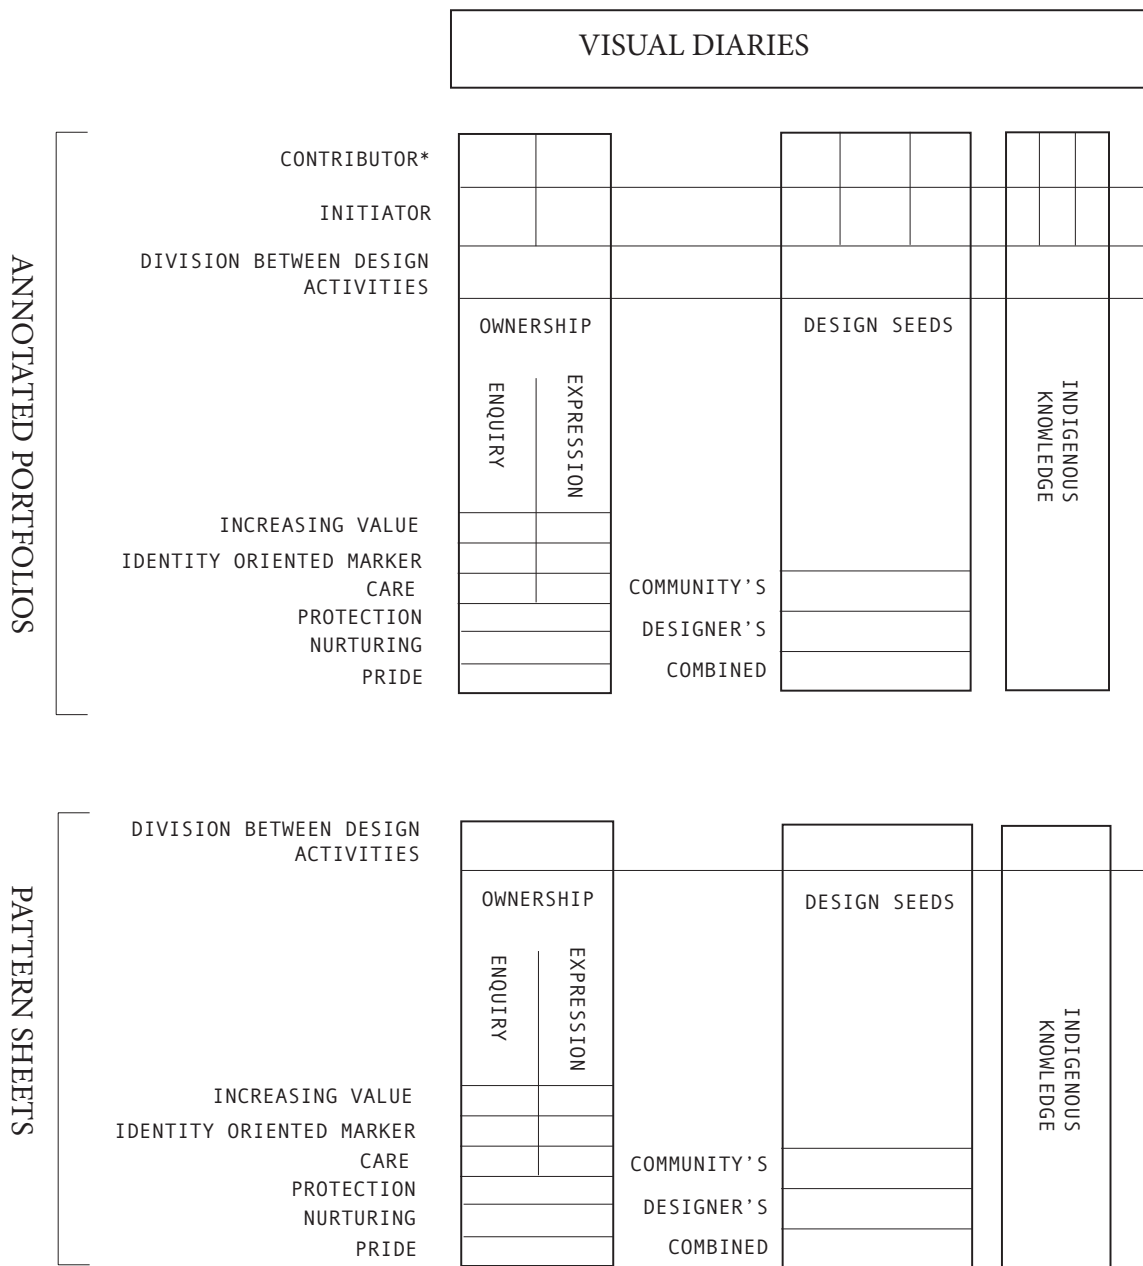 VISUAL DIARIES
ANNOTATED PORTFOLIOS
CONTRIBUTOR*
INITIATOR
DIVISION BETWEEN DESIGN
ACTIVITIES
OWNERSHIP
ENQUIRY
EXPRESSION
INCREASING VALUE
IDENTITY ORIENTED MARKER
CARE
PROTECTION
NURTURING
PRIDE
DESIGN SEEDS
COMMUNITY'S
DESIGNER'S
COMBINED
INDIGENOUS
KNOWLEDGE
PATTERN SHEETS
DIVISION BETWEEN DESIGN
ACTIVITIES
OWNERSHIP
ENQUIRY
EXPRESSION
INCREASING VALUE
IDENTITY ORIENTED MARKER
CARE
PROTECTION
NURTURING
PRIDE
DESIGN SEEDS
COMMUNITY'S
DESIGNER'S
COMBINED
INDIGENOUS
KNOWLEDGE